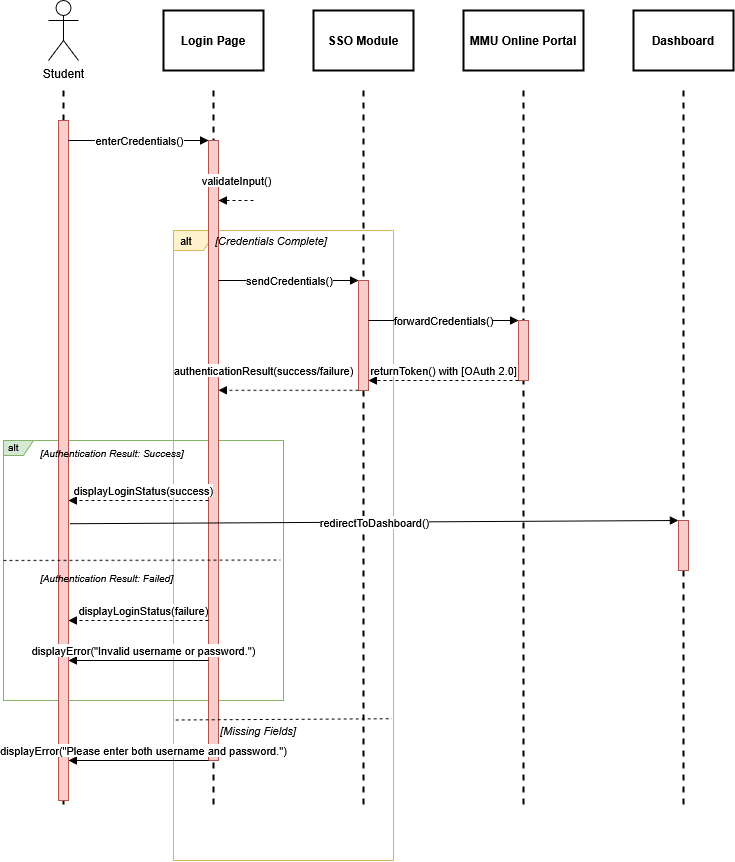 Login Page
SSO Module
MMU Online Portal
Dashboard
Student
enterCredentials()
validateInput()
alt
[Credentials Complete]
sendCredentials()
forwardCredentials()
authenticationResult(success/failure)
returnToken() with [OAuth 2.0]
alt
[Authentication Result: Success]
displayLoginStatus(success)
redirectToDashboard()
[Authentication Result: Failed]
displayLoginStatus(failure)
displayError("Invalid username or password.")
[Missing Fields]
displayError("Please enter both username and password.")